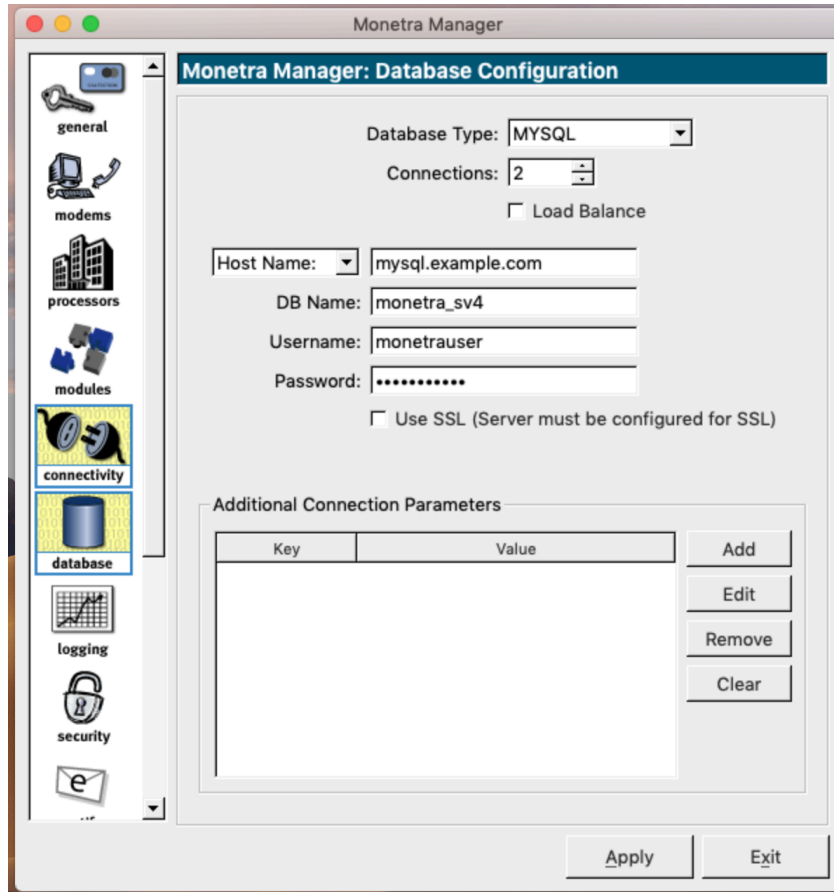 Monetra Manager
general
modems
processors
modules
connectivity
database
logging
security
Monetra Manager: Database Configuration
Database Type: MYSQL
Connections: 2
Load Balance
Host Name: mysql.example.com
DB Name: monetra_sv4
Username: monetrauser
Password: •••••••••••
Use SSL (Server must be configured for SSL)
Additional Connection Parameters
Key Value
Add
Edit
Remove
Clear
Apply
Exit